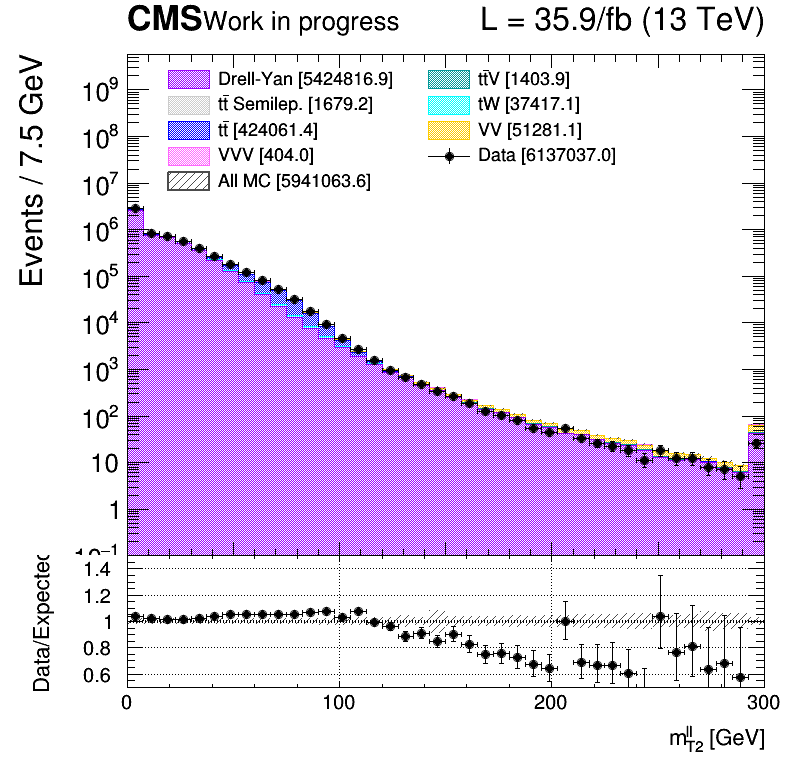 CMS Work in progress L = 35.9/fb (13 TeV)
Events / 7.5 GeV
Drell-Yan [5424816.9]
tt̄ Semilep. [1679.2]
tt̄ [424061.4]
VVV [404.0]
All MC [5941063.6]
tt̄V [1403.9]
tW [37417.1]
VV [51281.1]
Data [6137037.0]
10⁹
10⁸
10⁷
10⁶
10⁵
10⁴
10³
10²
10
1
10⁻¹
Data/Expected
1.4
1.2
1
0.8
0.6
0 100 200 300
m^{ll}_{T2} [GeV]